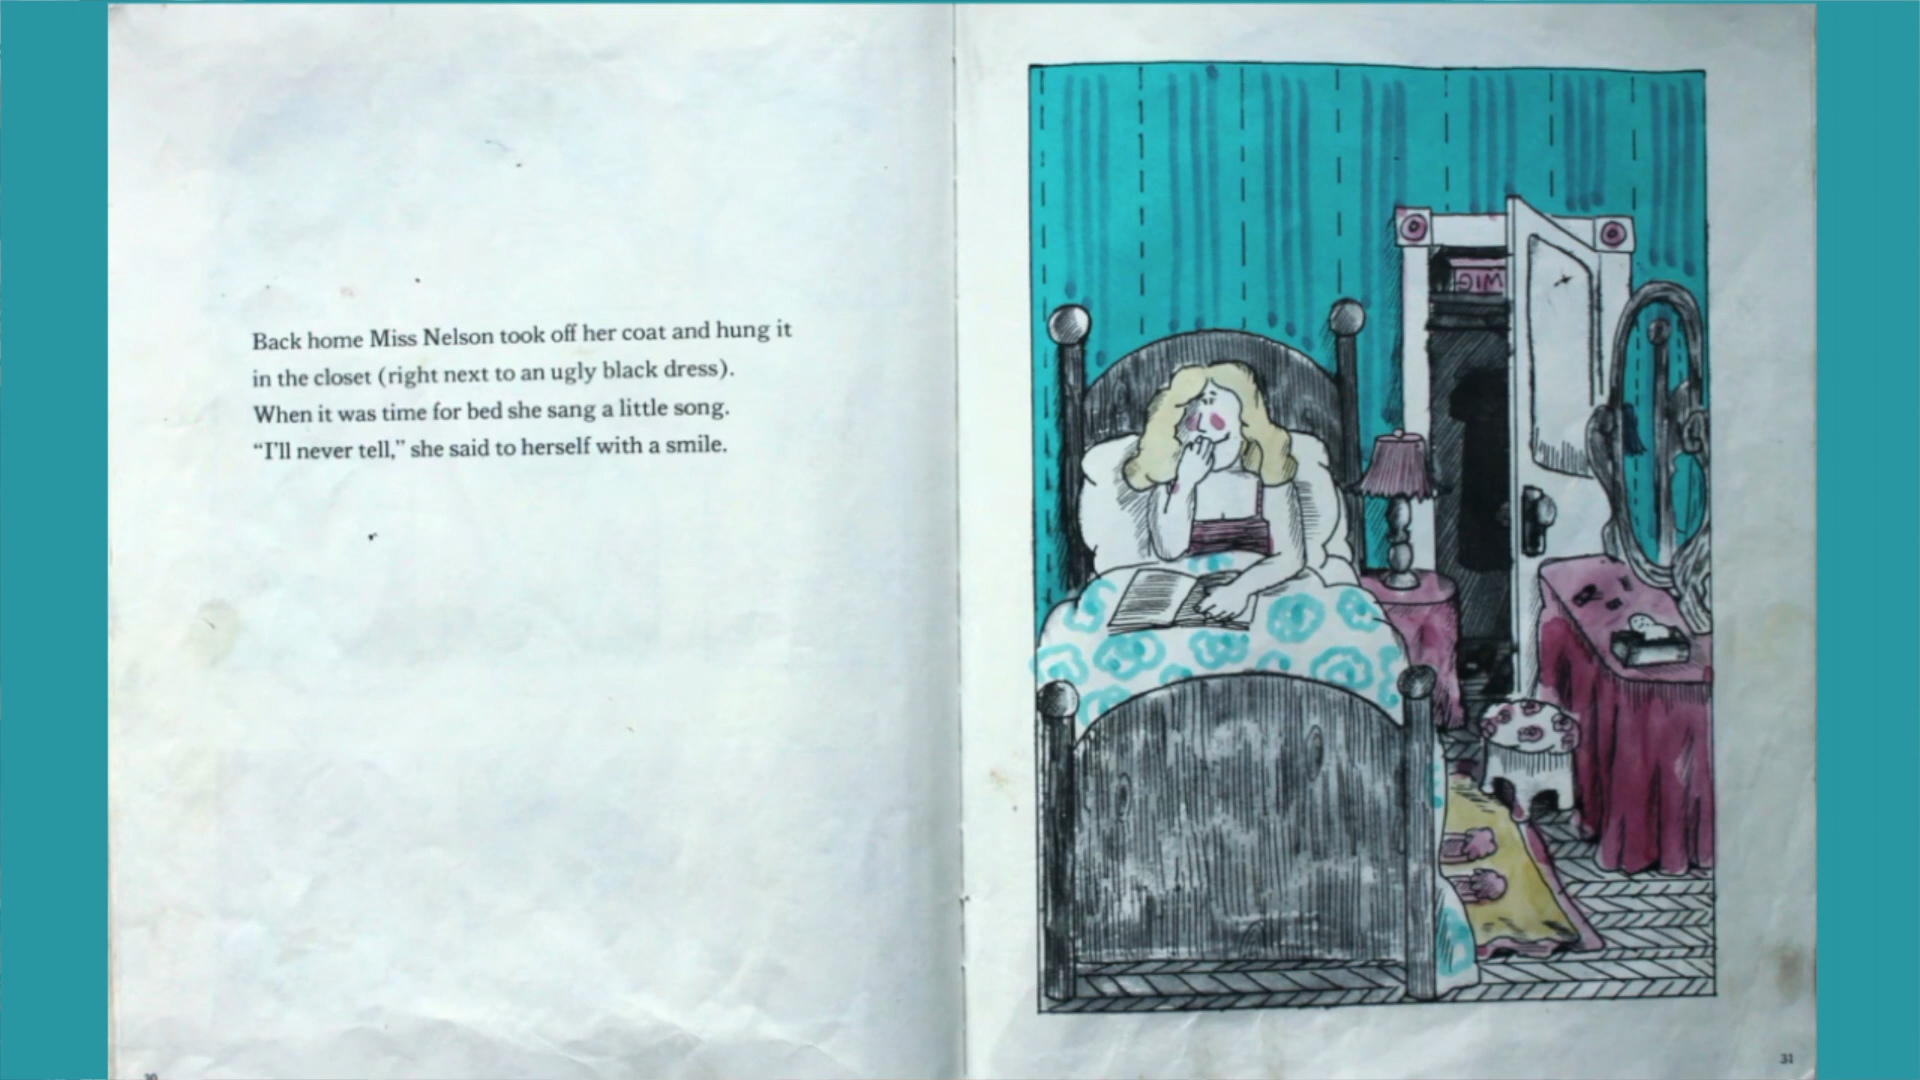 Back home Miss Nelson took off her coat and hung it
in the closet (right next to an ugly black dress).
When it was time for bed she sang a little song.
“I’ll never tell,” she said to herself with a smile.
WIG
31